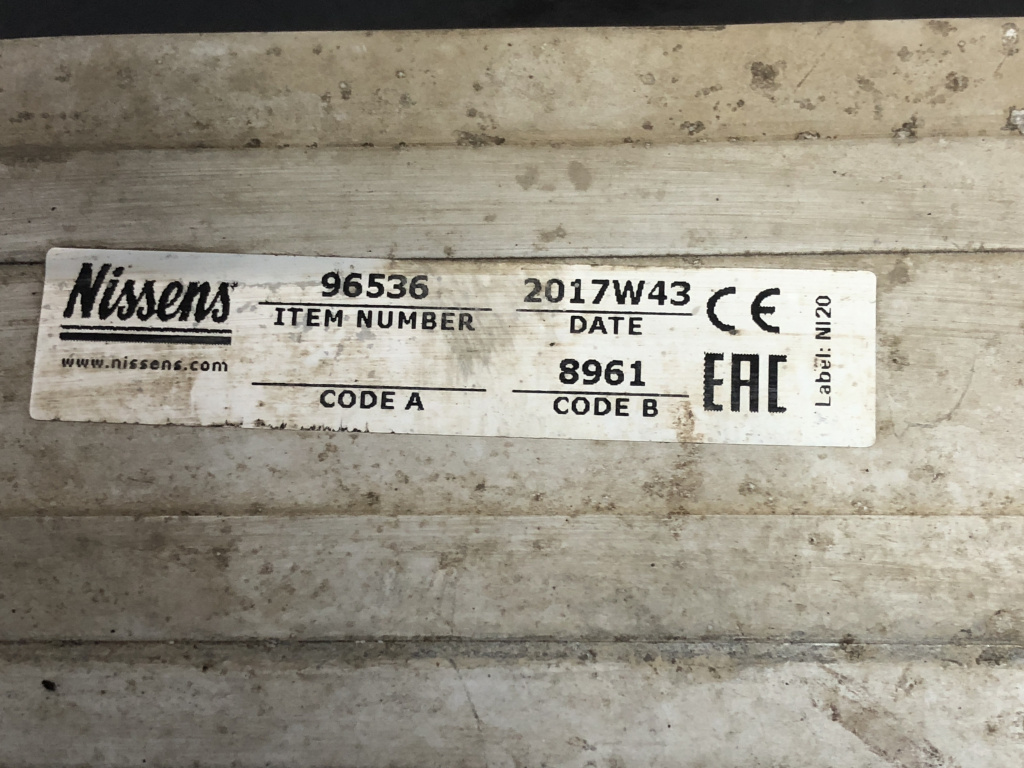 Nissens
www.nissens.com
96536
ITEM NUMBER
CODE A
2017W43
DATE
8961
CODE B
CE
EAC
Label: NI20